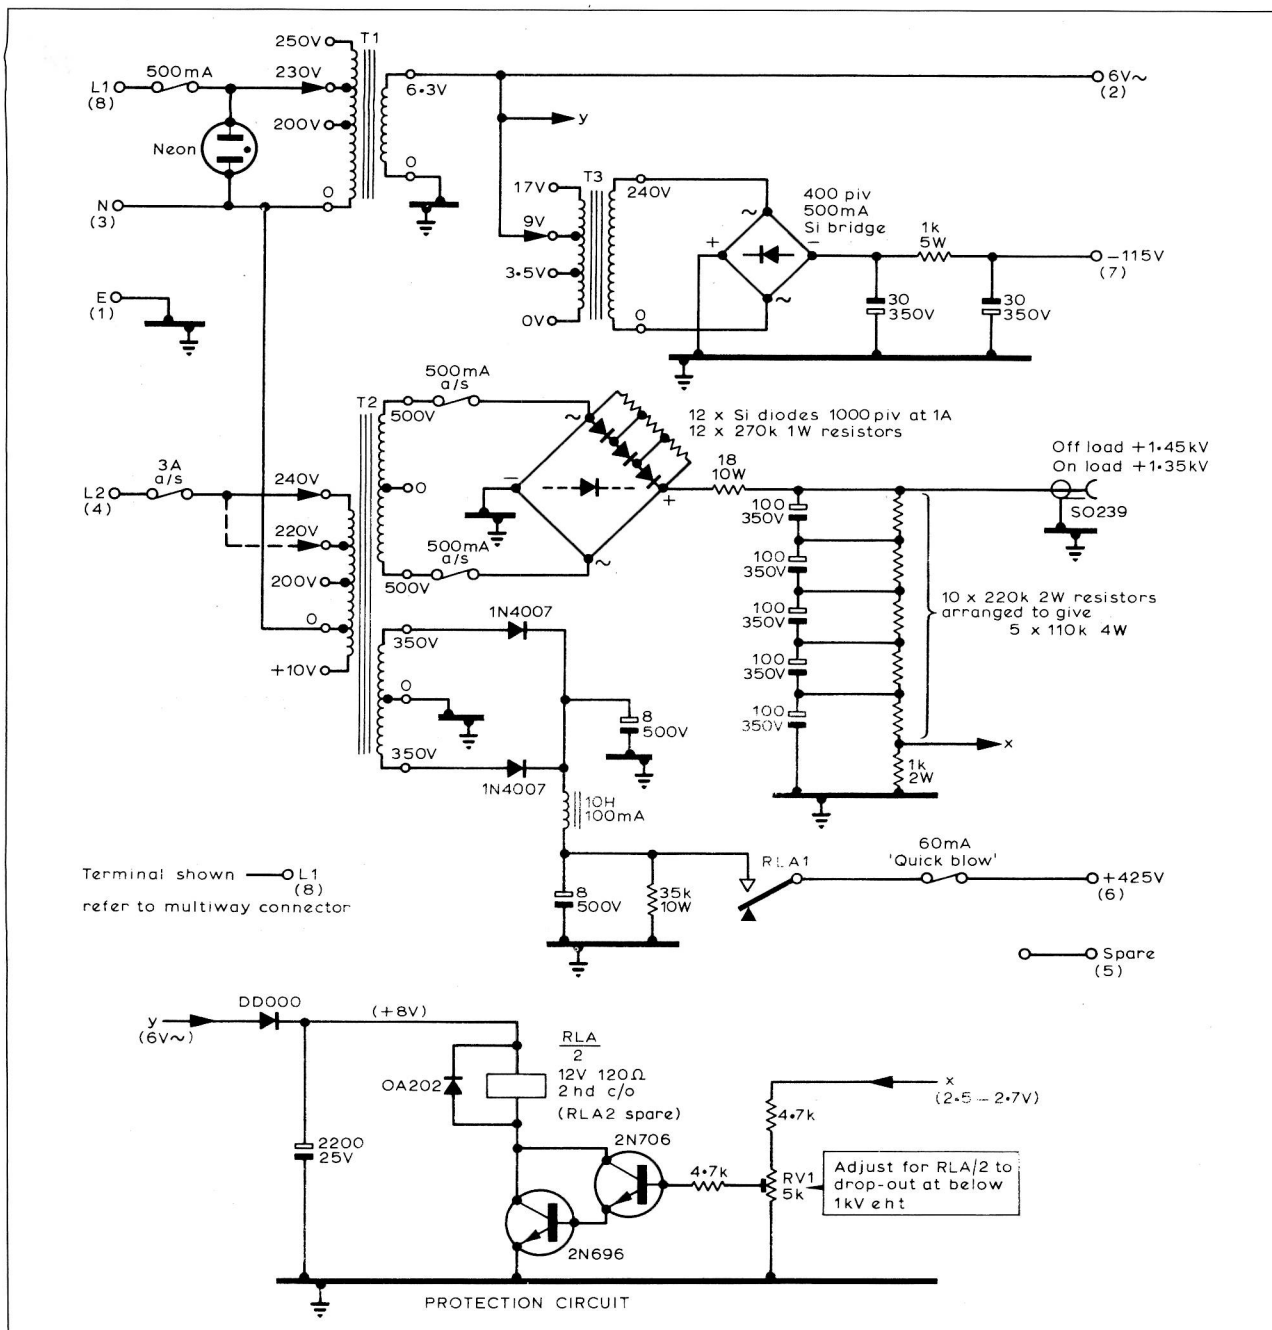 T1
250V
500mA
230V
L1
(8)
6·3V
6V~
(2)
200V
y
Neon
O
T3
17V
240V
400 piv
500mA
Si bridge
~
N
(3)
O
9V
+
−
1k
5W
−115V
(7)
3·5V
30
350V
30
350V
E
(1)
OV
O
~
500mA
a/s
T2
500V
12 x Si diodes 1000 piv at 1A
12 x 270k 1W resistors
~
Off load +1·45kV
On load +1·35kV
3A
a/s
18
10W
L2
(4)
240V
O
−
+
SO239
100
350V
220V
500mA
a/s
100
350V
200V
500V
~
10 x 220k 2W resistors
arranged to give
5 x 110k 4W
100
350V
O
1N4007
350V
100
350V
+10V
O
8
500V
100
350V
x
350V
1N4007
1k
2W
10H
100mA
60mA
'Quick blow'
RLA1
+425V
(6)
Terminal shown
L1
(8)
refer to multiway connector
8
500V
35k
10W
Spare
(5)
DD000
(+8V)
y
(6V~)
RLA
2
12V 120Ω
2 hd c/o
(RLA2 spare)
OA202
x
(2·5 − 2·7V)
4·7k
2N706
2200
25V
4·7k
RV1
5k
Adjust for RLA/2 to
drop-out at below
1kV eht
2N696
PROTECTION CIRCUIT